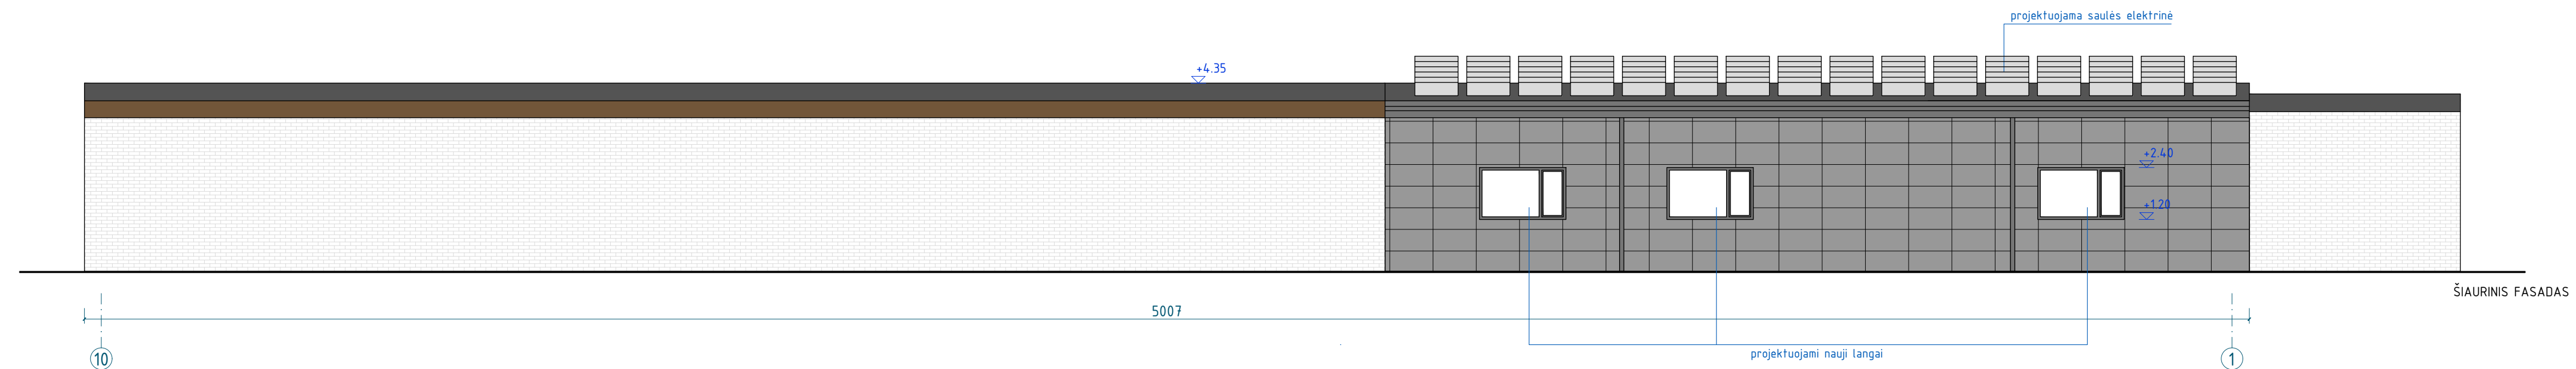 projektuojama saulės elektrinė
+4.35
+2.40
+1.20
ŠIAURINIS FASADAS
5007
projektuojami nauji langai
10
1